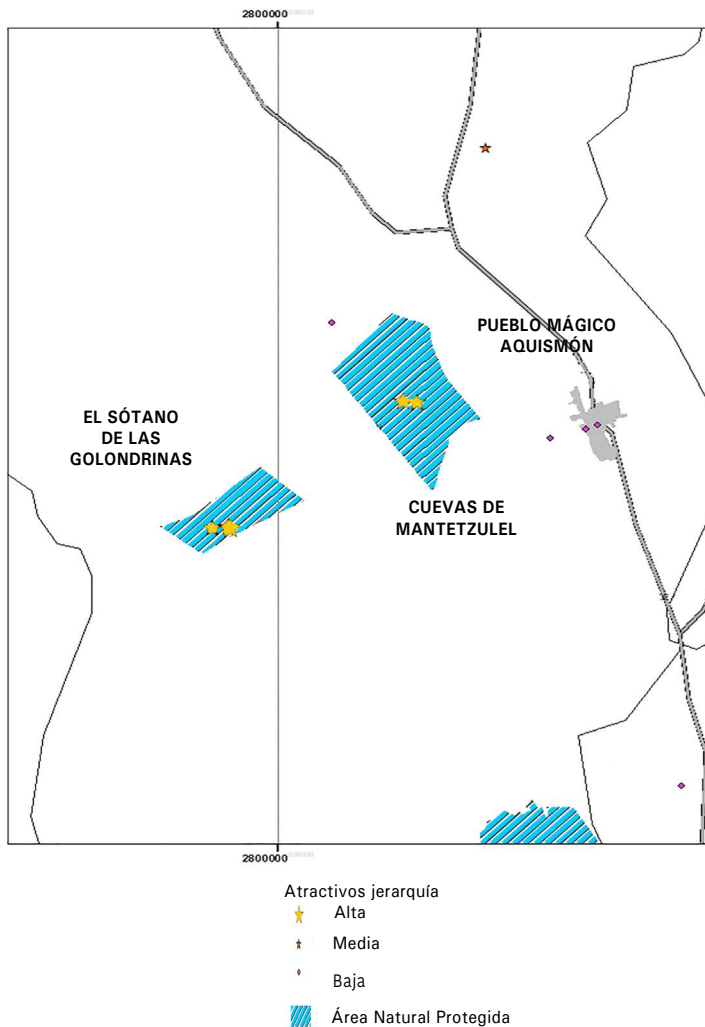 2800000
PUEBLO MÁGICO
AQUISMÓN
EL SÓTANO
DE LAS
GOLONDRINAS
CUEVAS DE
MANTETZULEL
2800000
Atractivos jerarquía
Alta
Media
Baja
Área Natural Protegida